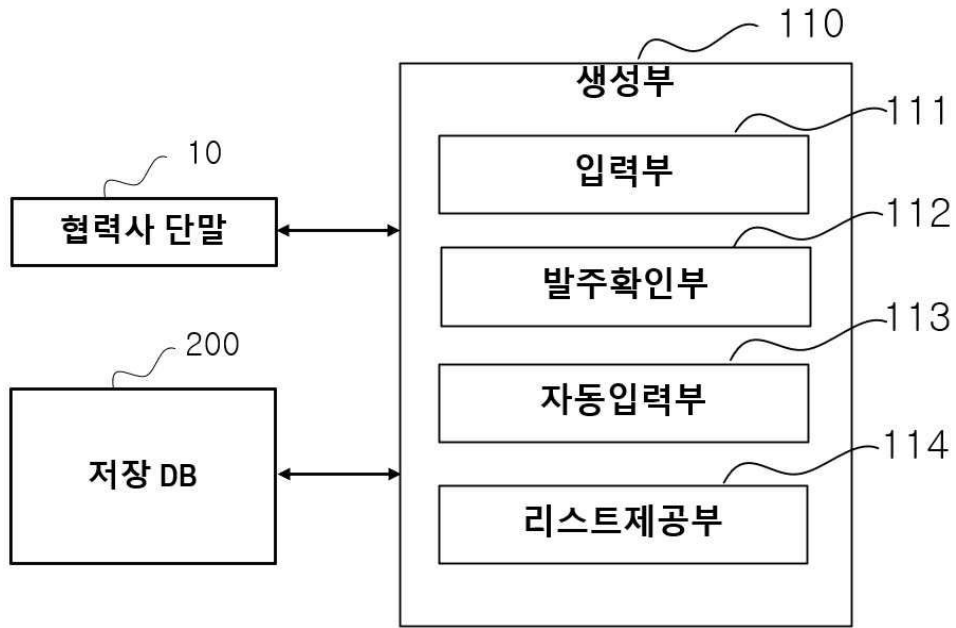 110
생성부
111
입력부
10
협력사 단말
112
발주확인부
113
200
자동입력부
저장 DB
114
리스트제공부